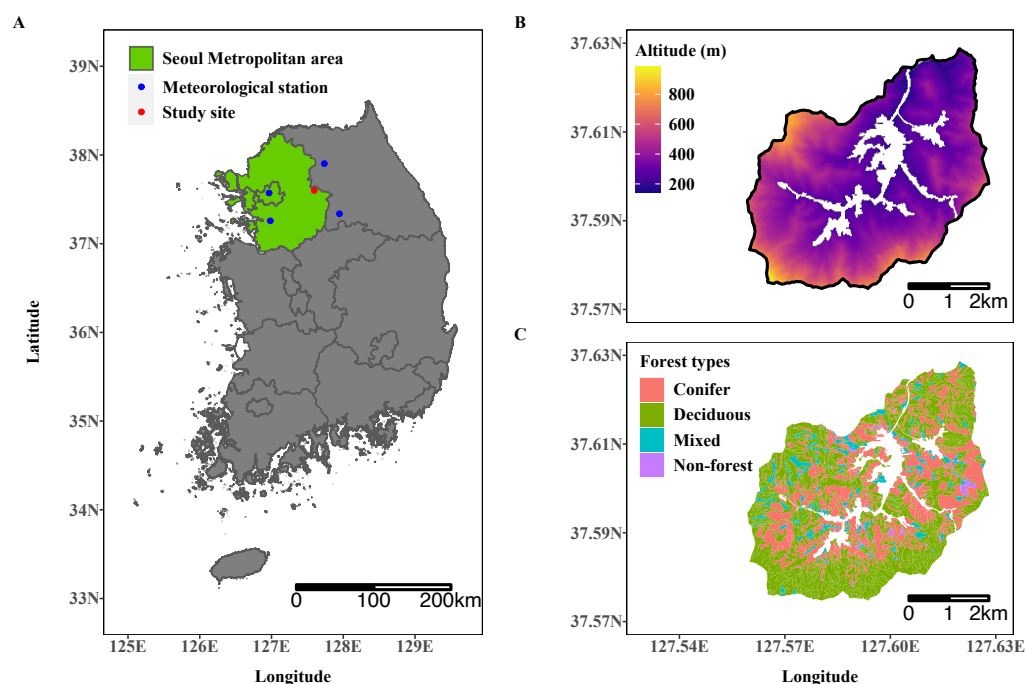 A
Seoul Metropolitan area
Meteorological station
Study site
39N
38N
37N
36N
35N
34N
33N
Latitude
0 100 200km
125E 126E 127E 128E 129E
Longitude
B
Altitude (m)
800
600
400
200
37.63N
37.61N
37.59N
37.57N
0 1 2km
C
Forest types
Conifer
Deciduous
Mixed
Non-forest
37.63N
37.61N
37.59N
37.57N
0 1 2km
127.54E 127.57E 127.60E 127.63E
Longitude